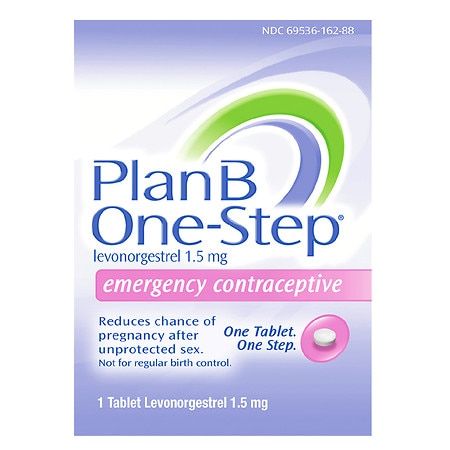 NDC 69536-162-88
Plan B
One-Step®
levonorgestrel 1.5 mg
emergency contraceptive
Reduces chance of
pregnancy after
unprotected sex.
Not for regular birth control.
One Tablet.
One Step.
1 Tablet Levonorgestrel 1.5 mg